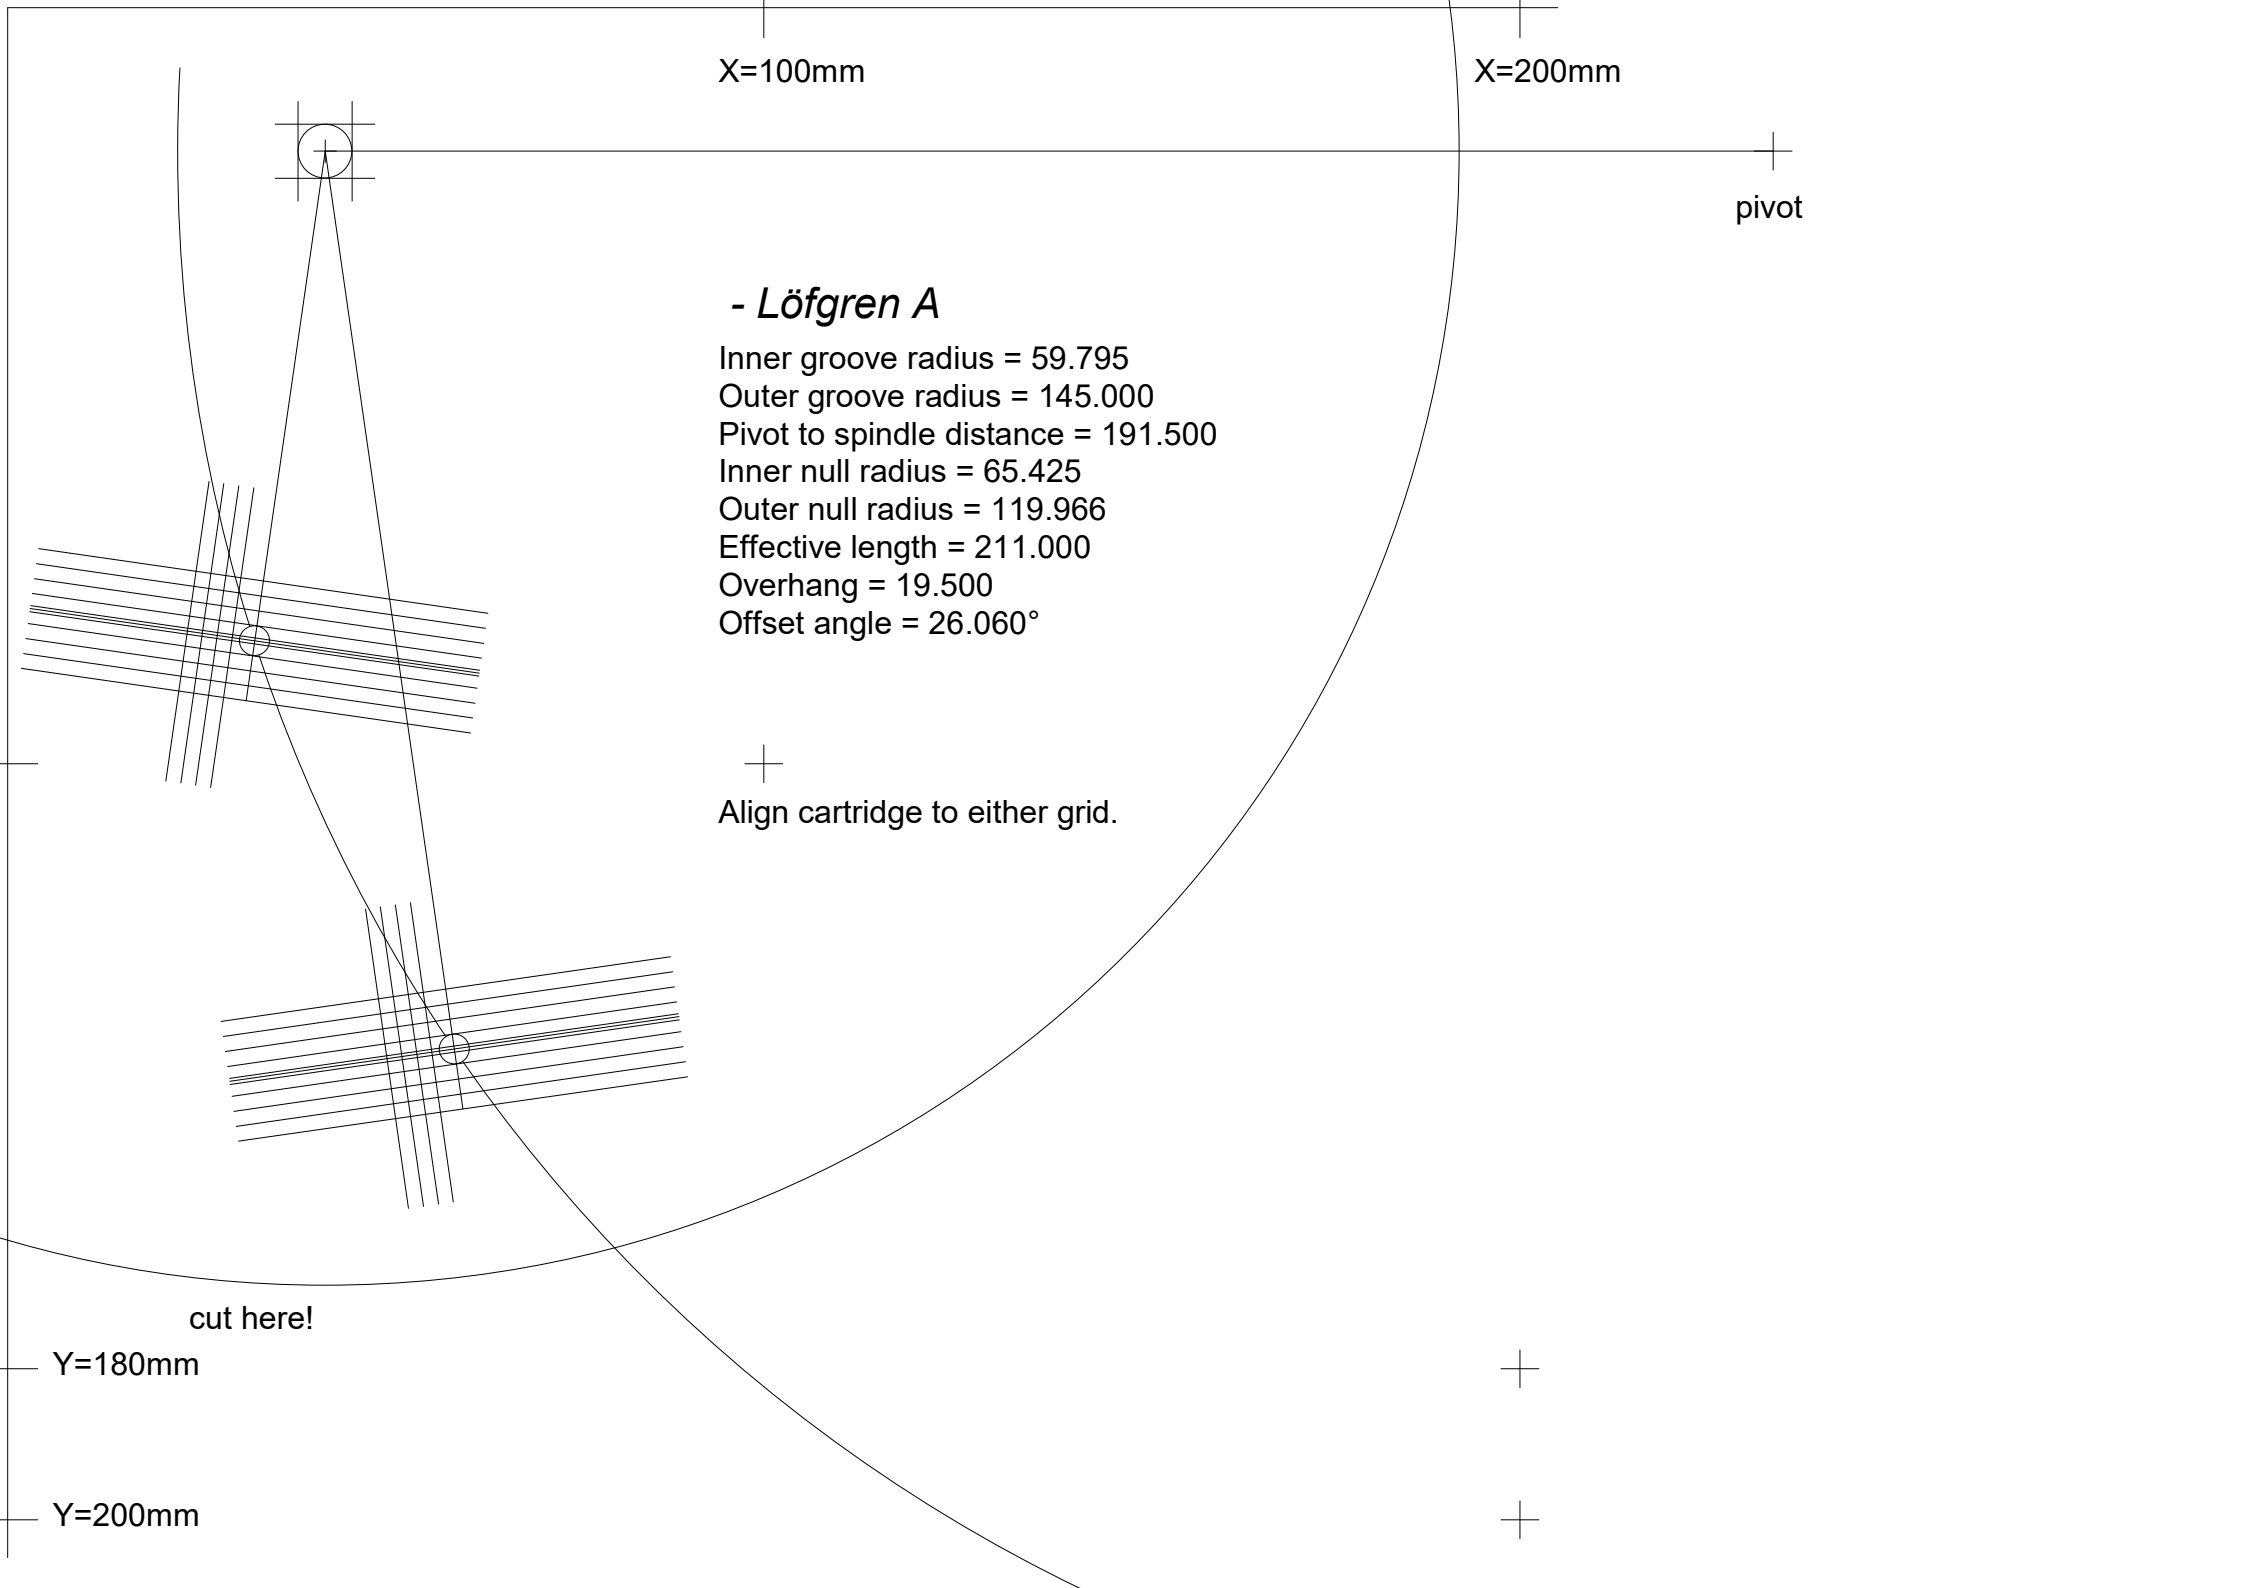 X=100mm
X=200mm
pivot
- Löfgren A
Inner groove radius = 59.795
Outer groove radius = 145.000
Pivot to spindle distance = 191.500
Inner null radius = 65.425
Outer null radius = 119.966
Effective length = 211.000
Overhang = 19.500
Offset angle = 26.060°
Align cartridge to either grid.
cut here!
Y=180mm
Y=200mm